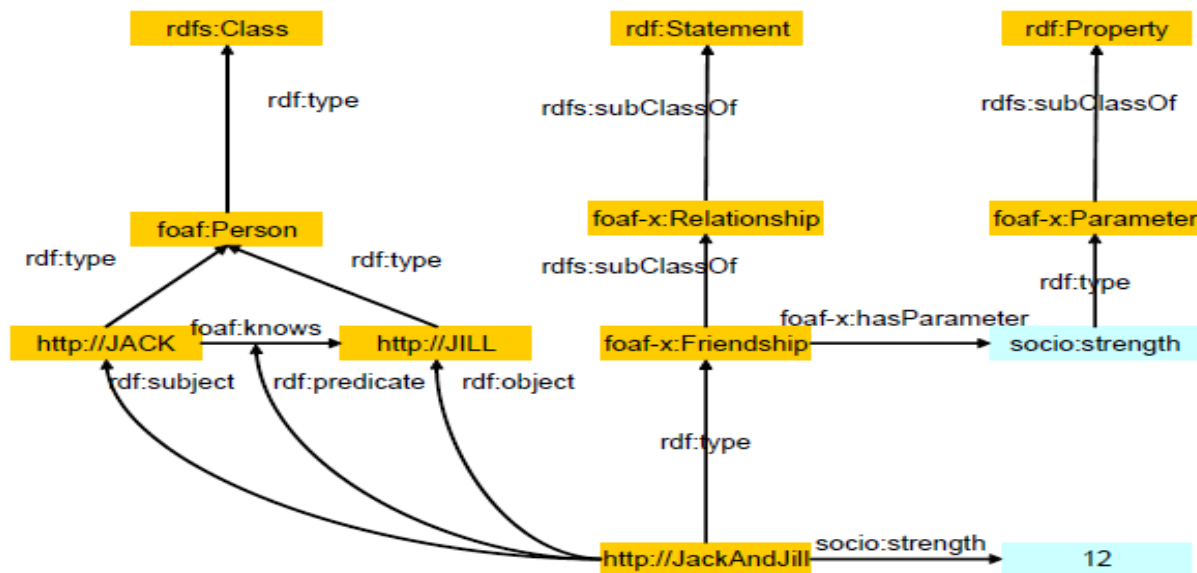 rdfs:Class
rdf:Statement
rdf:Property
rdf:type
rdfs:subClassOf
rdfs:subClassOf
foaf:Person
foaf-x:Relationship
foaf-x:Parameter
rdf:type
rdf:type
rdfs:subClassOf
rdf:type
foaf:knows
foaf-x:hasParameter
http://JACK
http://JILL
foaf-x:Friendship
socio:strength
rdf:subject
rdf:predicate
rdf:object
rdf:type
socio:strength
http://JackAndJill
12